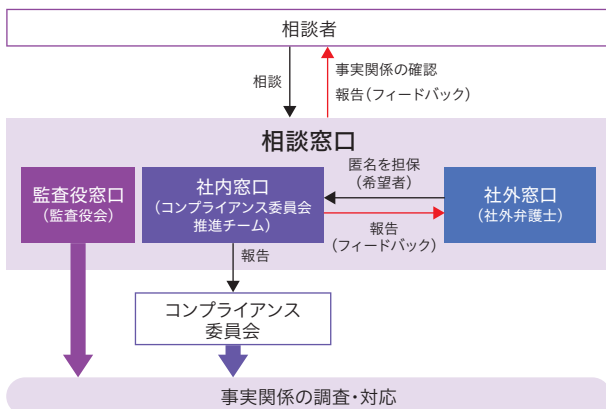 相談者
相談
事実関係の確認
報告(フィードバック)
相談窓口
監査役窓口
(監査役会)
社内窓口
(コンプライアンス委員会
推進チーム)
匿名を担保
(希望者)
社外窓口
(社外弁護士)
報告
(フィードバック)
報告
コンプライアンス
委員会
事実関係の調査・対応